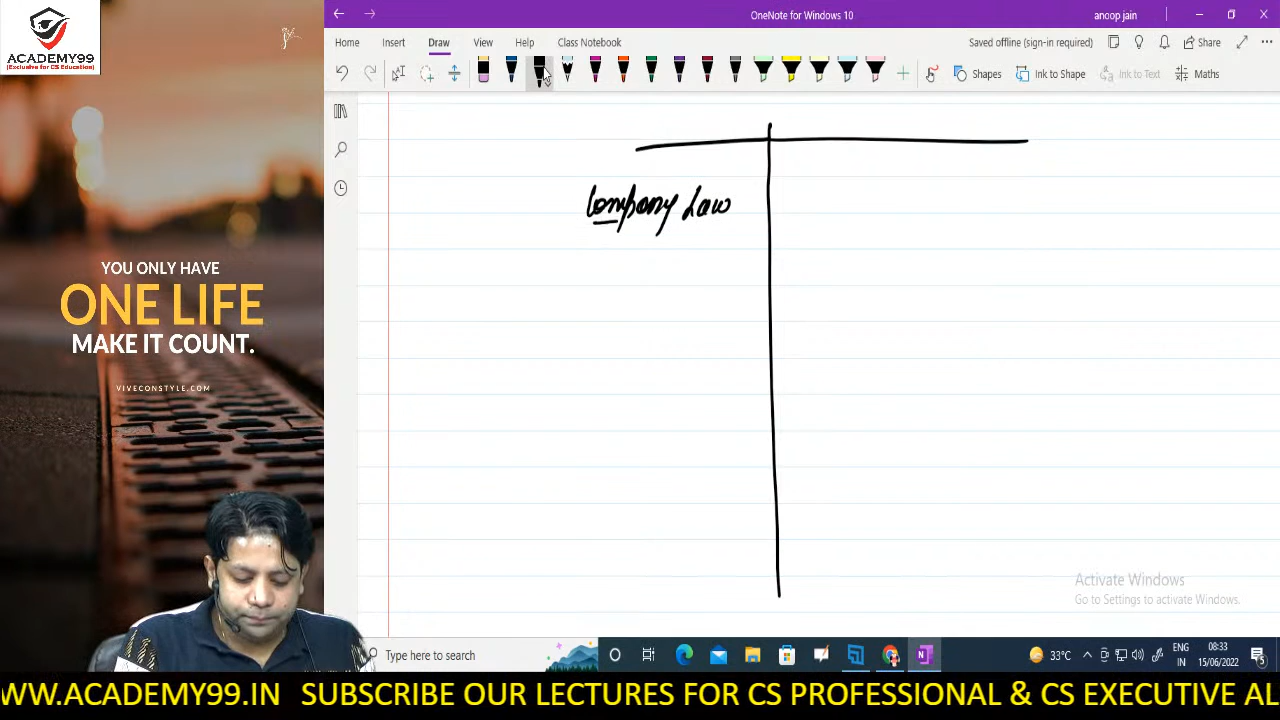 ACADEMY99
(Exclusive for CS Education)
YOU ONLY HAVE
ONE LIFE
MAKE IT COUNT.
VIVECONSTYLE.COM
OneNote for Windows 10
anoop jain
Home Insert Draw View Help Class Notebook
Saved offline (sign-in required)
Share
Shapes
Ink to Shape
Ink to Text
Maths
Company Law
Activate Windows
Go to Settings to activate Windows.
Type here to search
33°C
ENG
IN
08:33
15/06/2022
5
WW.ACADEMY99.IN SUBSCRIBE OUR LECTURES FOR CS PROFESSIONAL & CS EXECUTIVE AL